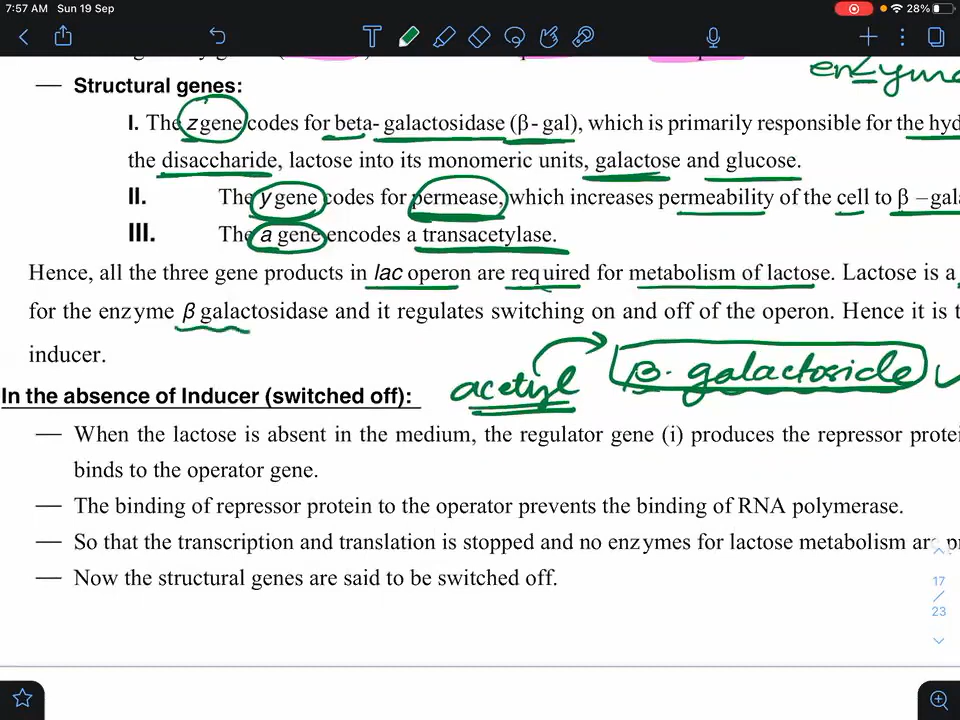 7:57 AM Sun 19 Sep
28%
T
enzyme
— Structural genes:
I. The z gene codes for beta- galactosidase (β- gal), which is primarily responsible for the hyd
the disaccharide, lactose into its monomeric units, galactose and glucose.
II. The y gene codes for permease, which increases permeability of the cell to β –gal
III. The a gene encodes a transacetylase.
Hence, all the three gene products in lac operon are required for metabolism of lactose. Lactose is a
for the enzyme β galactosidase and it regulates switching on and off of the operon. Hence it is t
inducer.
acetyl β- galactoside
In the absence of Inducer (switched off):
— When the lactose is absent in the medium, the regulator gene (i) produces the repressor protei
binds to the operator gene.
— The binding of repressor protein to the operator prevents the binding of RNA polymerase.
— So that the transcription and translation is stopped and no enzymes for lactose metabolism are pr
— Now the structural genes are said to be switched off.
17
/
23